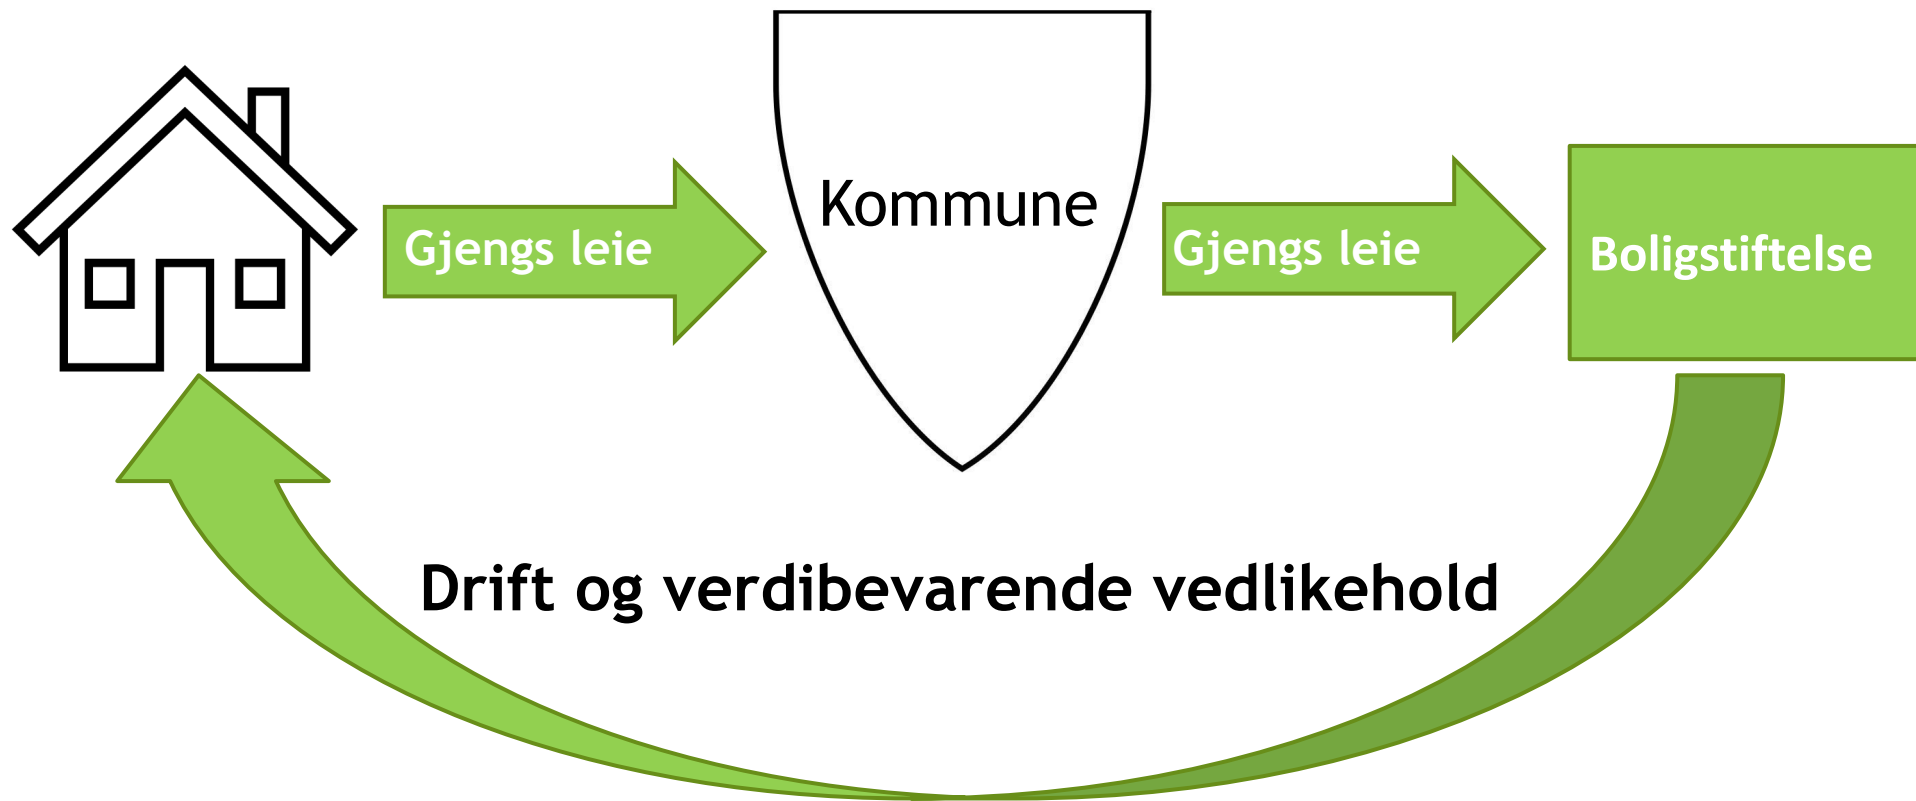 Kommune
Gjengs leie
Gjengs leie
Boligstiftelse
Drift og verdibevarende vedlikehold